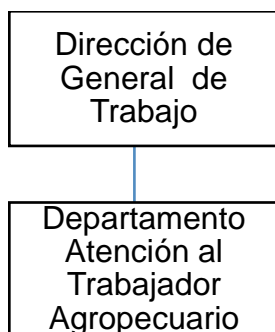 Dirección de
General de
Trabajo
Departamento
Atención al
Trabajador
Agropecuario